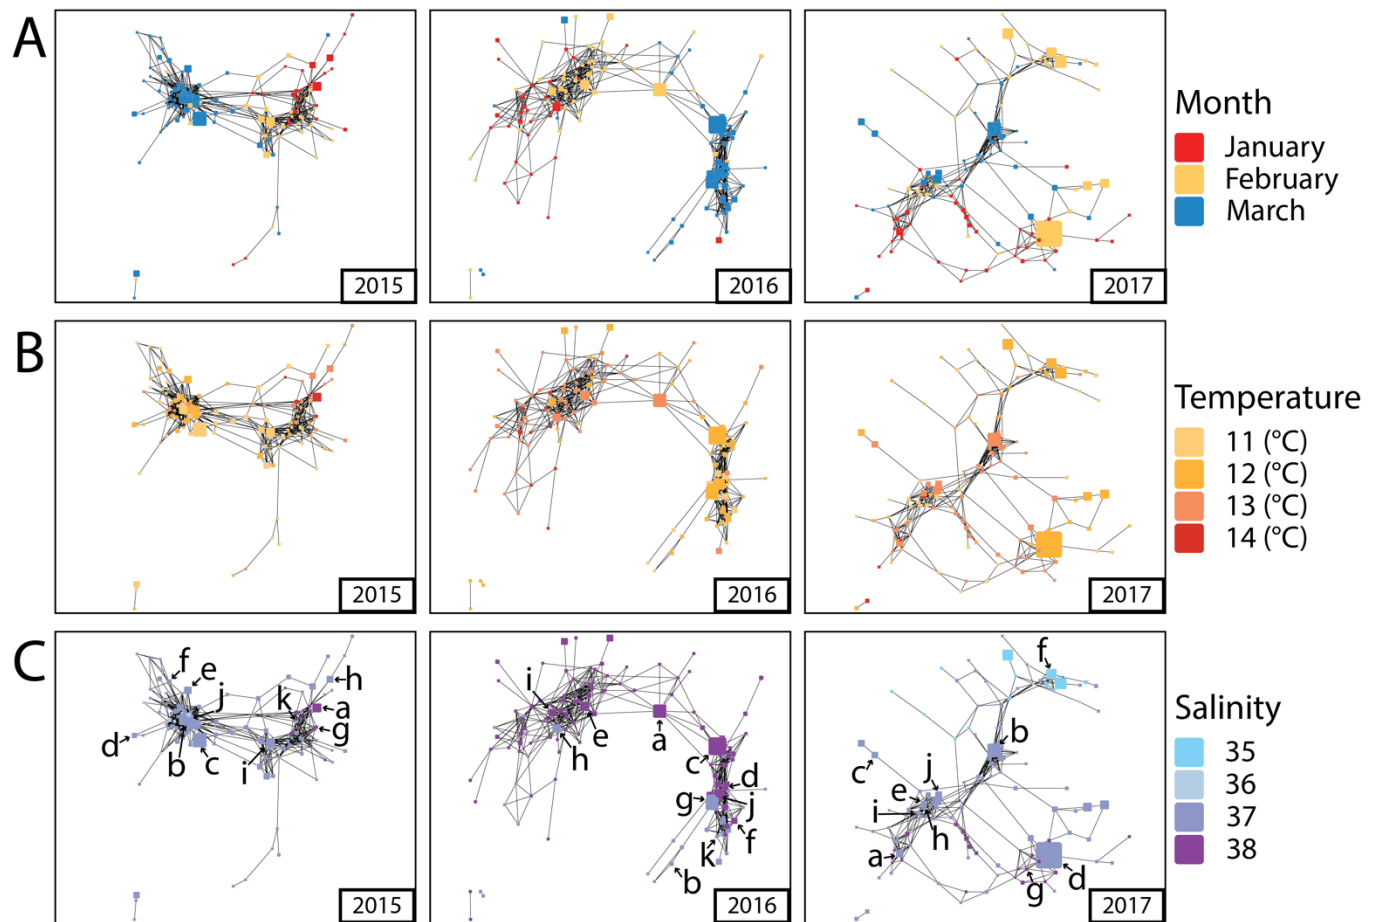 A
2015
2016
2017
Month
January
February
March
B
2015
2016
2017
Temperature
11 (°C)
12 (°C)
13 (°C)
14 (°C)
C
f
e
j
h
k
a
g
d
b
c
i
2015
i
h
e
a
c
d
g
j
f
k
b
2016
f
b
c
j
e
i
h
a
g
d
2017
Salinity
35
36
37
38